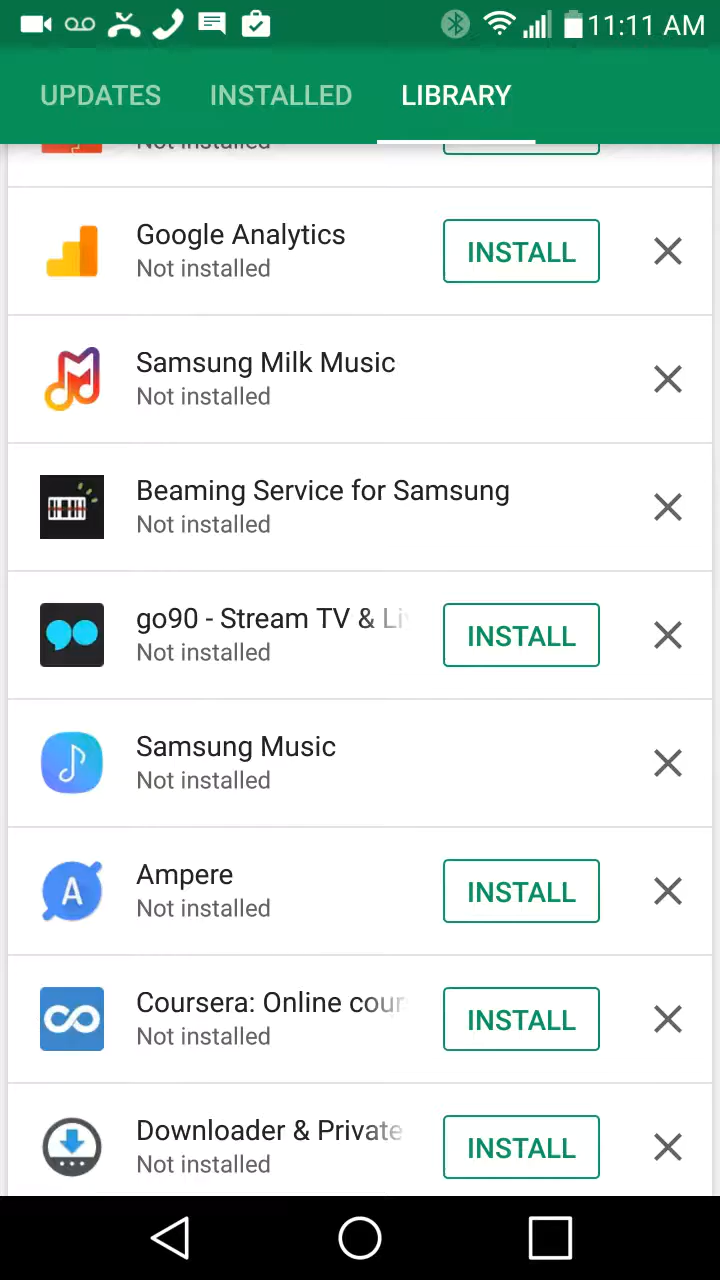 11:11 AM
UPDATES INSTALLED LIBRARY
Not installed
Google Analytics
Not installed
INSTALL
Samsung Milk Music
Not installed
Beaming Service for Samsung
Not installed
go90 - Stream TV & Li
Not installed
INSTALL
Samsung Music
Not installed
Ampere
Not installed
INSTALL
Coursera: Online cour
Not installed
INSTALL
Downloader & Private
Not installed
INSTALL